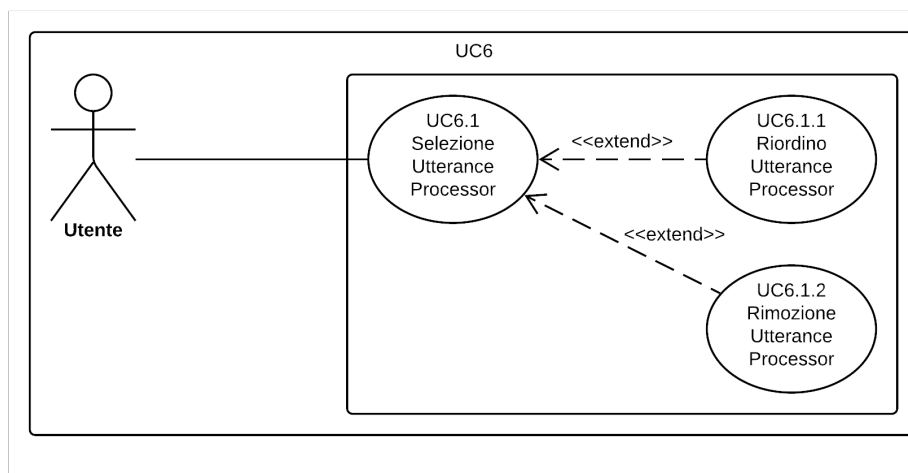 UC6
UC6.1
Selezione
Utterance
Processor
<<extend>>
UC6.1.1
Riordino
Utterance
Processor
Utente
<<extend>>
UC6.1.2
Rimozione
Utterance
Processor